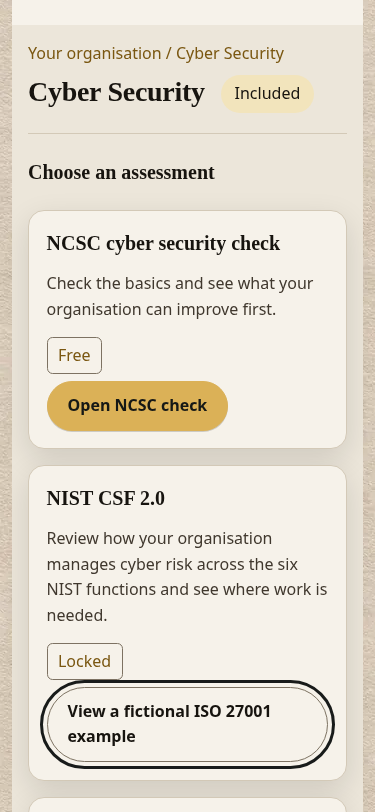 Your organisation / Cyber Security
Cyber Security
Included
Choose an assessment
NCSC cyber security check
Check the basics and see what your
organisation can improve first.
Free
Open NCSC check
NIST CSF 2.0
Review how your organisation
manages cyber risk across the six
NIST functions and see where work is
needed.
Locked
View a fictional ISO 27001
example